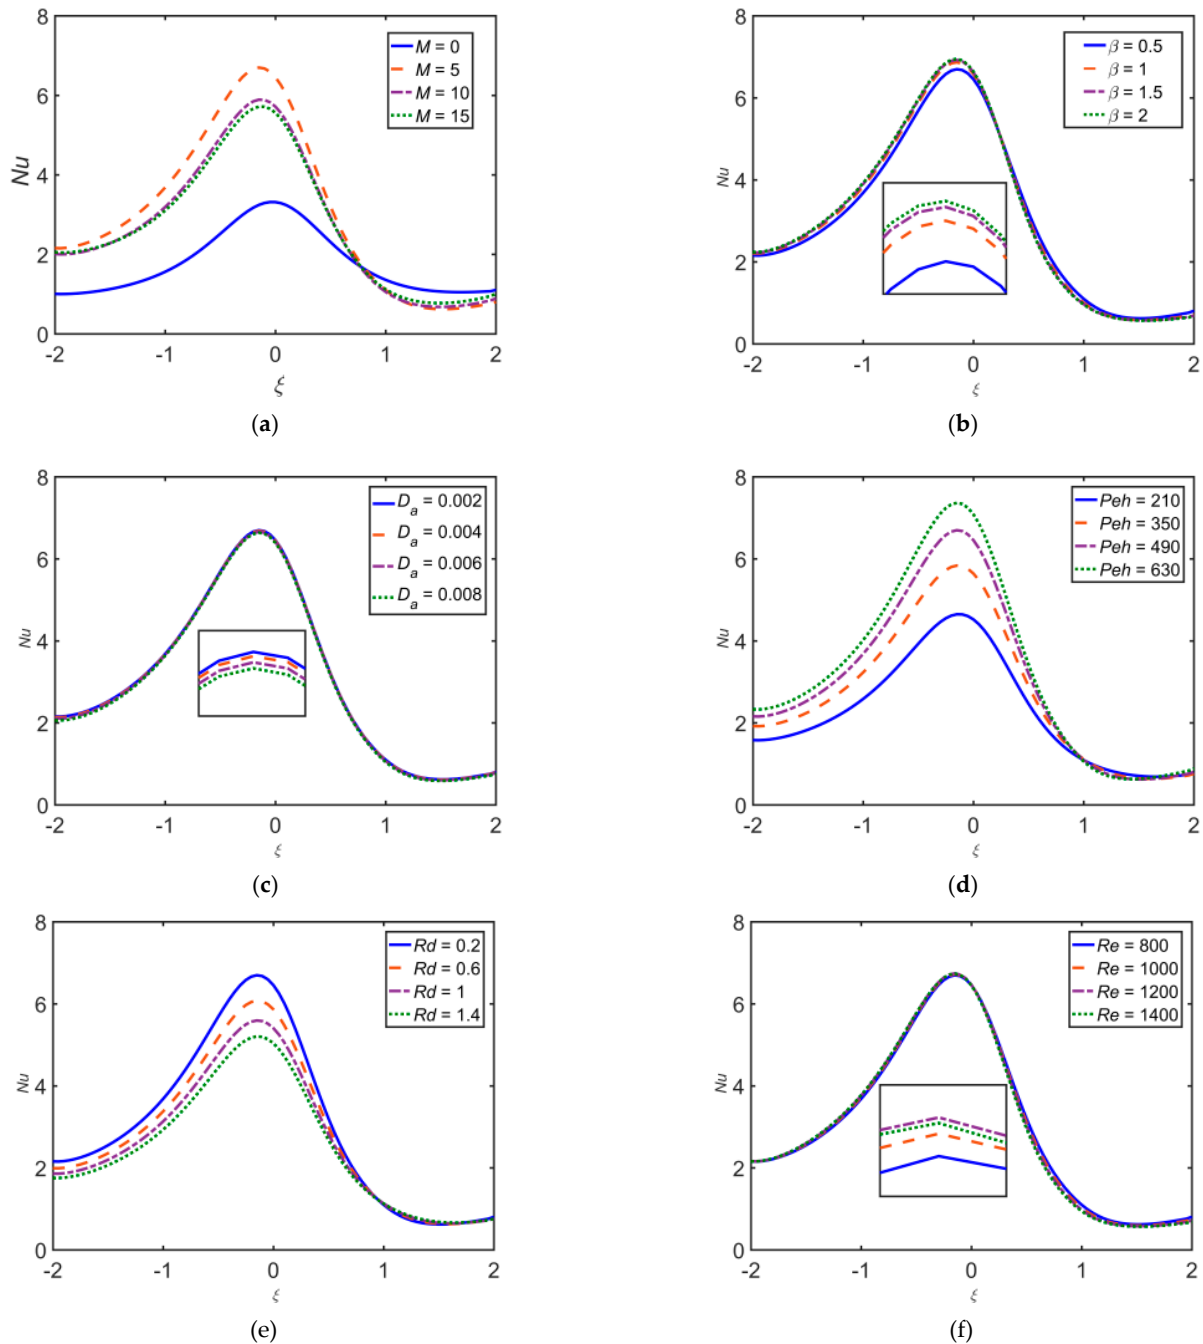 8
6
4
2
0
Nu
M = 0
M = 5
M = 10
M = 15
-2 -1 0 1 2
ξ
(a)
8
6
4
2
0
Nu
β = 0.5
β = 1
β = 1.5
β = 2
-2 -1 0 1 2
ξ
(b)
8
6
4
2
0
Nu
D_a = 0.002
D_a = 0.004
D_a = 0.006
D_a = 0.008
-2 -1 0 1 2
ξ
(c)
8
6
4
2
0
Nu
Peh = 210
Peh = 350
Peh = 490
Peh = 630
-2 -1 0 1 2
ξ
(d)
8
6
4
2
0
Nu
Rd = 0.2
Rd = 0.6
Rd = 1
Rd = 1.4
-2 -1 0 1 2
ξ
(e)
8
6
4
2
0
Nu
Re = 800
Re = 1000
Re = 1200
Re = 1400
-2 -1 0 1 2
ξ
(f)